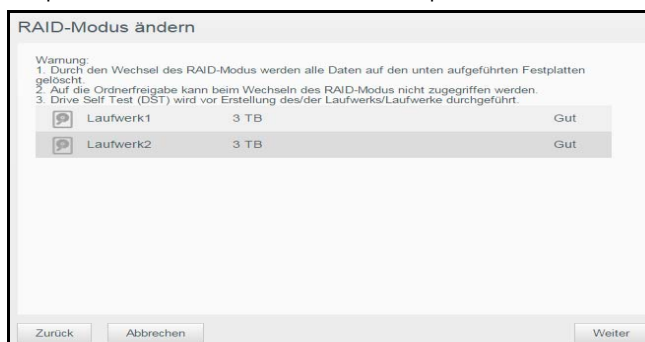 RAID-Modus ändern
Warnung:
1. Durch den Wechsel des RAID-Modus werden alle Daten auf den unten aufgeführten Festplatten
gelöscht.
2. Auf die Ordnerfreigabe kann beim Wechseln des RAID-Modus nicht zugegriffen werden.
3. Drive Self Test (DST) wird vor Erstellung des/der Laufwerks/Laufwerke durchgeführt.
Laufwerk1 3 TB Gut
Laufwerk2 3 TB Gut
Zurück Abbrechen Weiter